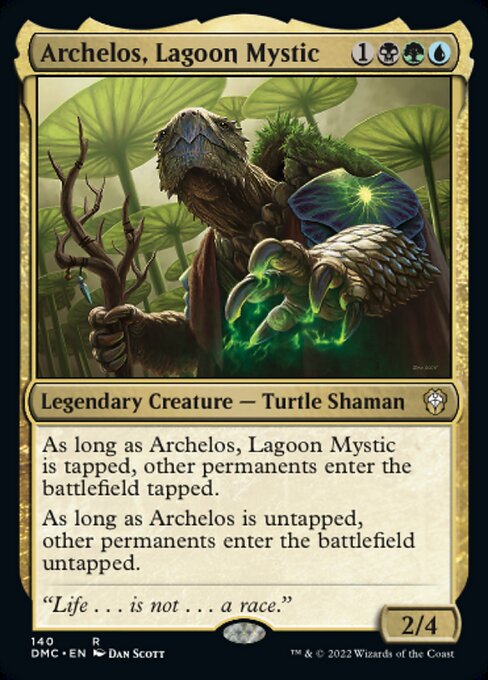 Archelos, Lagoon Mystic 1
Legendary Creature — Turtle Shaman
As long as Archelos, Lagoon Mystic
is tapped, other permanents enter the
battlefield tapped.
As long as Archelos is untapped,
other permanents enter the battlefield
untapped.
“Life . . . is not . . . a race.”
2/4
140 R
DMC • EN Dan Scott
™ & © 2022 Wizards of the Coast